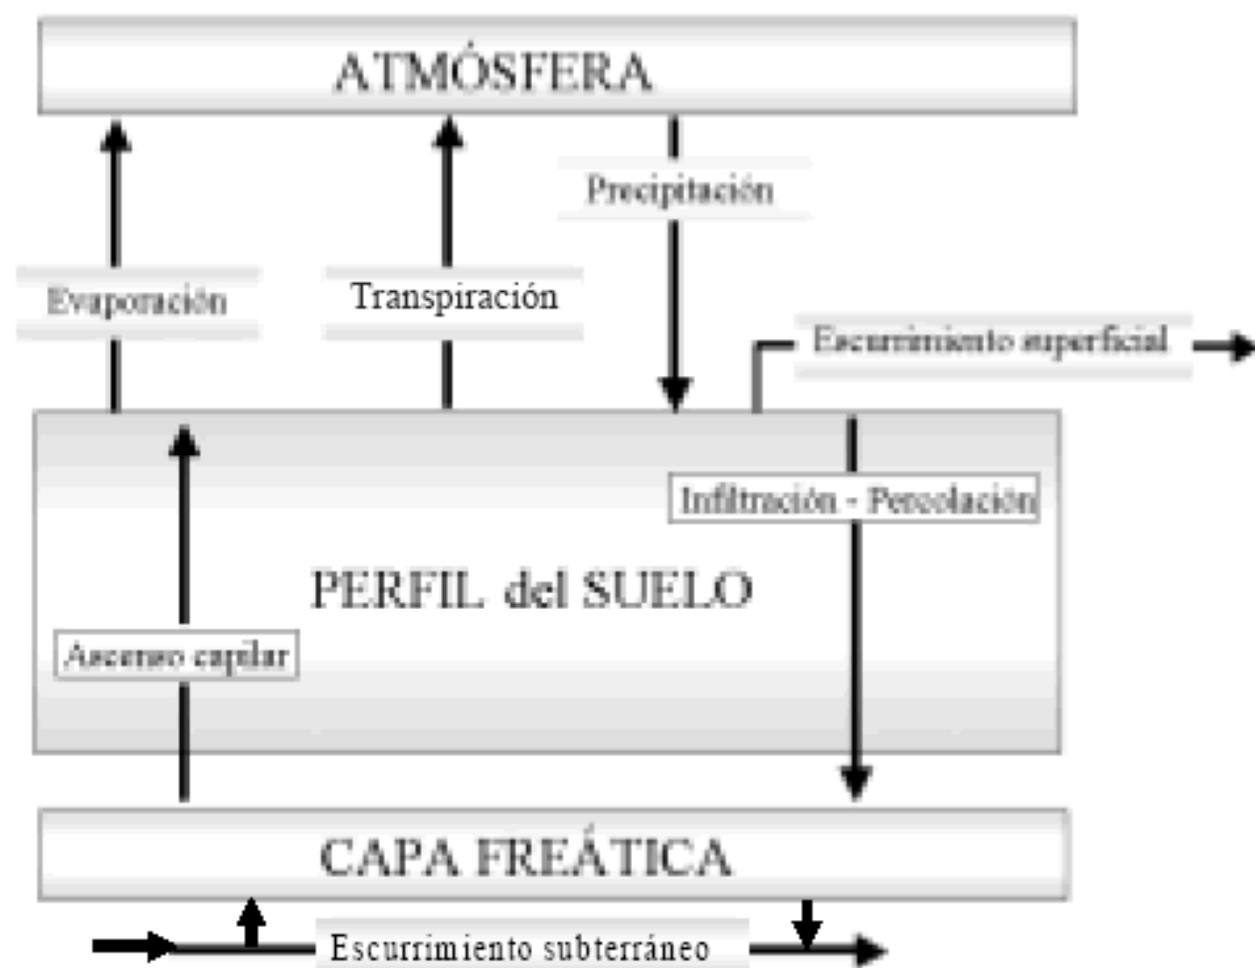 ATMÓSFERA
Precipitación
Evaporación
Transpiración
Escurrimiento superficial
Infiltración - Percolación
PERFIL del SUELO
Ascenso capilar
CAPA FREÁTICA
Escurrimiento subterráneo